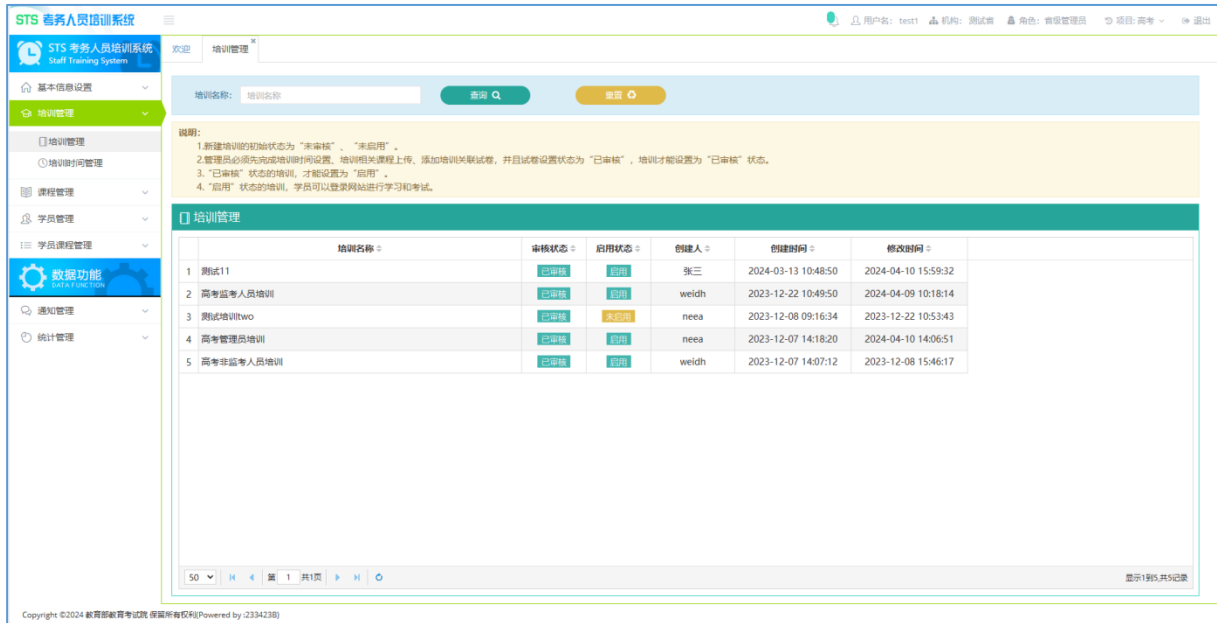 STS 考务人员培训系统
用户名: test1 机构: 测试省 角色: 省级管理员 项目: 高考 退出
STS 考务人员培训系统
Staff Training System
欢迎 培训管理
基本信息设置
培训管理
培训管理
培训时间管理
课程管理
学员管理
学员课程管理
数据功能
DATA FUNCTION
通知管理
统计管理
培训名称: 培训名称 查询 重置
说明:
1.新建培训的初始状态为“未审核”、“未启用”。
2.管理员必须先完成培训时间设置、培训相关课程上传、添加培训关联试卷，并且试卷设置状态为“已审核”，培训才能设置为“已审核”状态。
3.“已审核”状态的培训，才能设置为“启用”。
4.“启用”状态的培训，学员可以登录网站进行学习和考试。
培训管理
培训名称 审核状态 启用状态 创建人 创建时间 修改时间
1 测试11 已审核 启用 张三 2024-03-13 10:48:50 2024-04-10 15:59:32
2 高考监考人员培训 已审核 启用 weidh 2023-12-22 10:49:50 2024-04-09 10:18:14
3 测试培训two 已审核 未启用 neea 2023-12-08 09:16:34 2023-12-22 10:53:43
4 高考管理员培训 已审核 启用 neea 2023-12-07 14:18:20 2024-04-10 14:06:51
5 高考非监考人员培训 已审核 启用 weidh 2023-12-07 14:07:12 2023-12-08 15:46:17
50 第 1 共1页 显示1到5,共5记录
Copyright ©2024 教育部教育考试院 保留所有权利(Powered by :233423B)